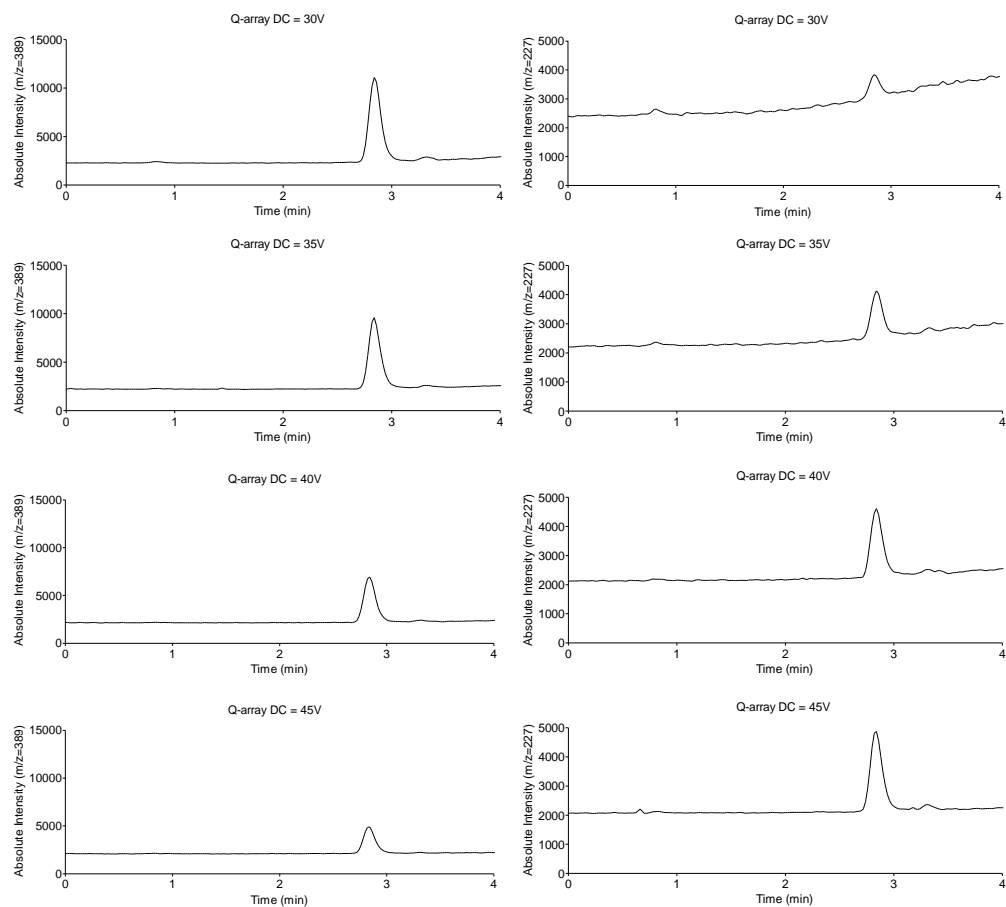 Q-array DC = 30V
Absolute Intensity (m/z=389)
15000
10000
5000
0
0 1 2 3 4
Time (min)
Q-array DC = 30V
Absolute Intensity (m/z=227)
5000
4000
3000
2000
1000
0
0 1 2 3 4
Time (min)
Q-array DC = 35V
Absolute Intensity (m/z=389)
15000
10000
5000
0
0 1 2 3 4
Time (min)
Q-array DC = 35V
Absolute Intensity (m/z=227)
5000
4000
3000
2000
1000
0
0 1 2 3 4
Time (min)
Q-array DC = 40V
Absolute Intensity (m/z=389)
15000
10000
5000
0
0 1 2 3 4
Time (min)
Q-array DC = 40V
Absolute Intensity (m/z=227)
5000
4000
3000
2000
1000
0
0 1 2 3 4
Time (min)
Q-array DC = 45V
Absolute Intensity (m/z=389)
15000
10000
5000
0
0 1 2 3 4
Time (min)
Q-array DC = 45V
Absolute Intensity (m/z=227)
5000
4000
3000
2000
1000
0
0 1 2 3 4
Time (min)